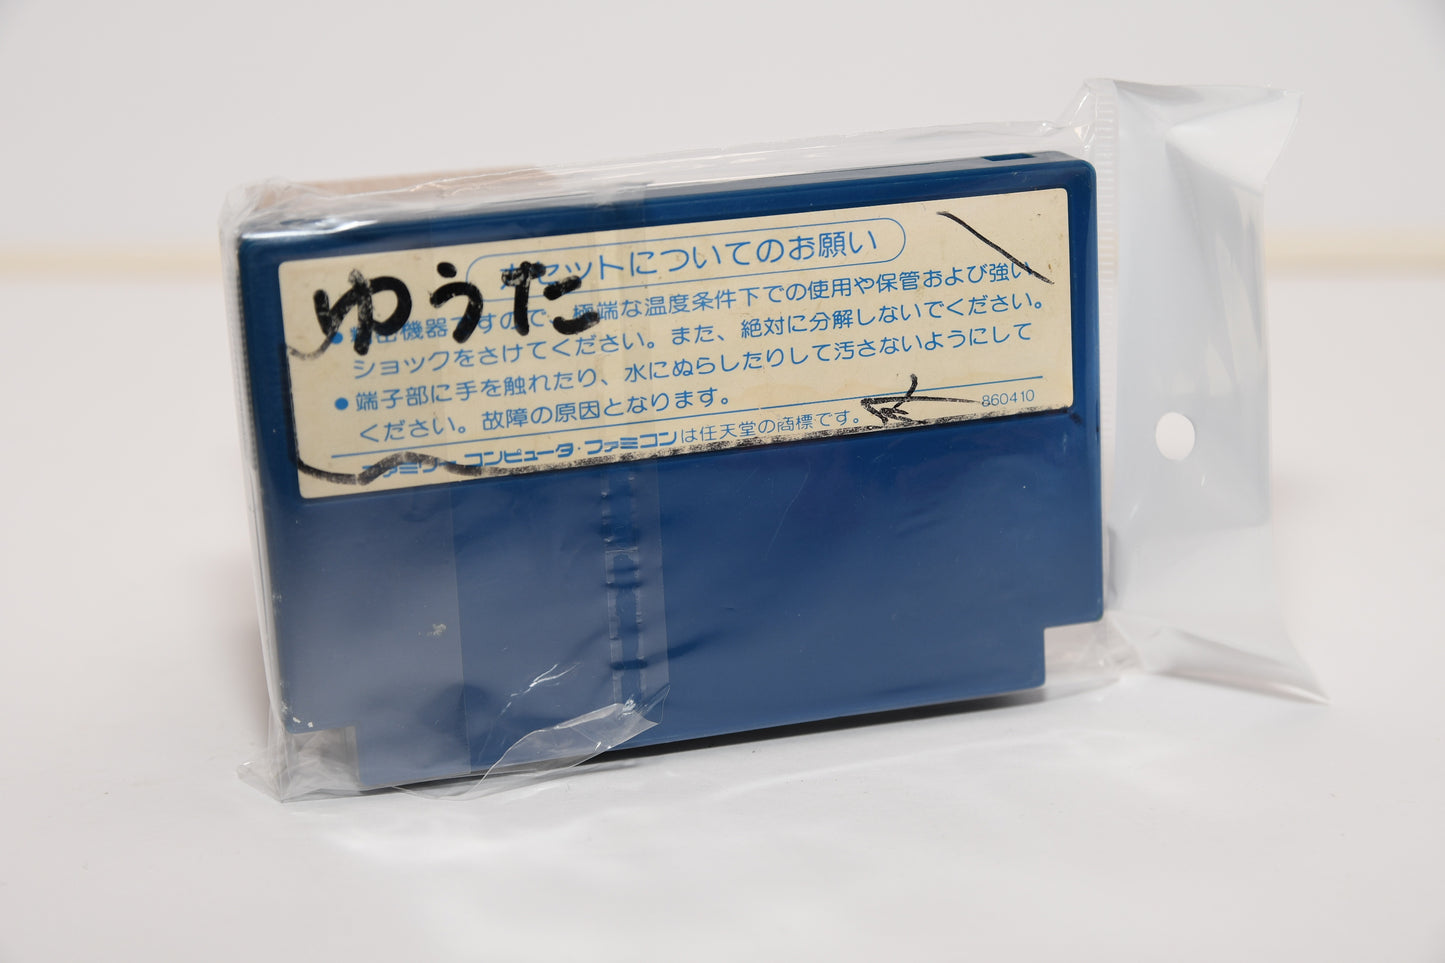 カセットについてのお願い
ゆうた
●精密機器ですので、極端な温度条件下での使用や保管および強い
ショックをさけてください。また、絶対に分解しないでください。
●端子部に手を触れたり、水にぬらしたりして汚さないようにして
ください。故障の原因となります。
860410
ファミリーコンピュータ・ファミコンは任天堂の商標です。